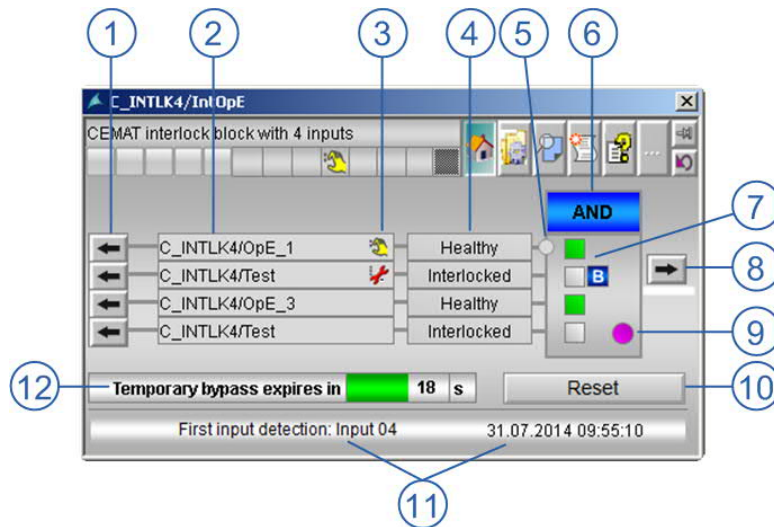 1 2 3 4 5 6
C_INTLK4/IntOpE
CEMAT interlock block with 4 inputs
...
AND
7
C_INTLK4/OpE_1 Healthy
C_INTLK4/Test Interlocked B
8
C_INTLK4/OpE_3 Healthy
C_INTLK4/Test Interlocked
9
12 Temporary bypass expires in 18 s Reset 10
First input detection: Input 04 31.07.2014 09:55:10
11